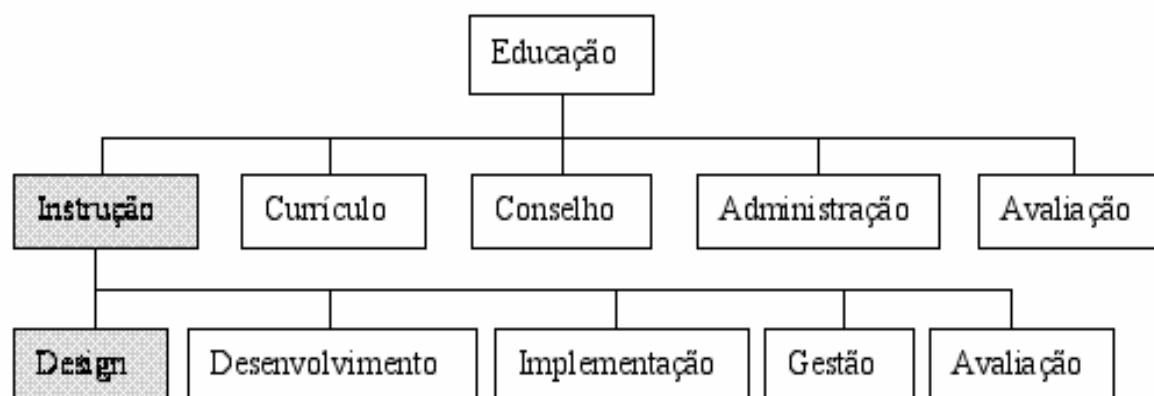 Educação
Instrução Currículo Conselho Administração Avaliação
Design Desenvolvimento Implementação Gestão Avaliação